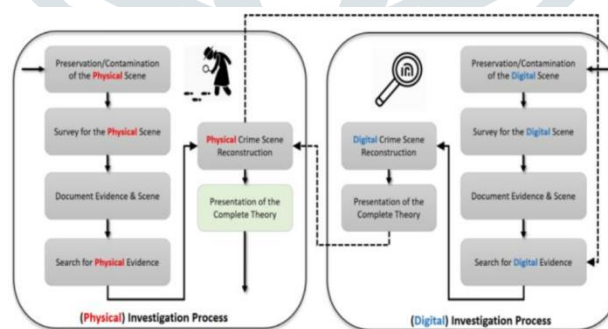 Preservation/Contamination
of the Physical Scene
Survey for the Physical Scene
Document Evidence & Scene
Search for Physical Evidence
Physical Crime Scene
Reconstruction
Presentation of the
Complete Theory
(Physical) Investigation Process
Digital Crime Scene
Reconstruction
Presentation of the
Complete Theory
Preservation/Contamination
of the Digital Scene
Survey for the Digital Scene
Document Evidence & Scene
Search for Digital Evidence
(Digital) Investigation Process